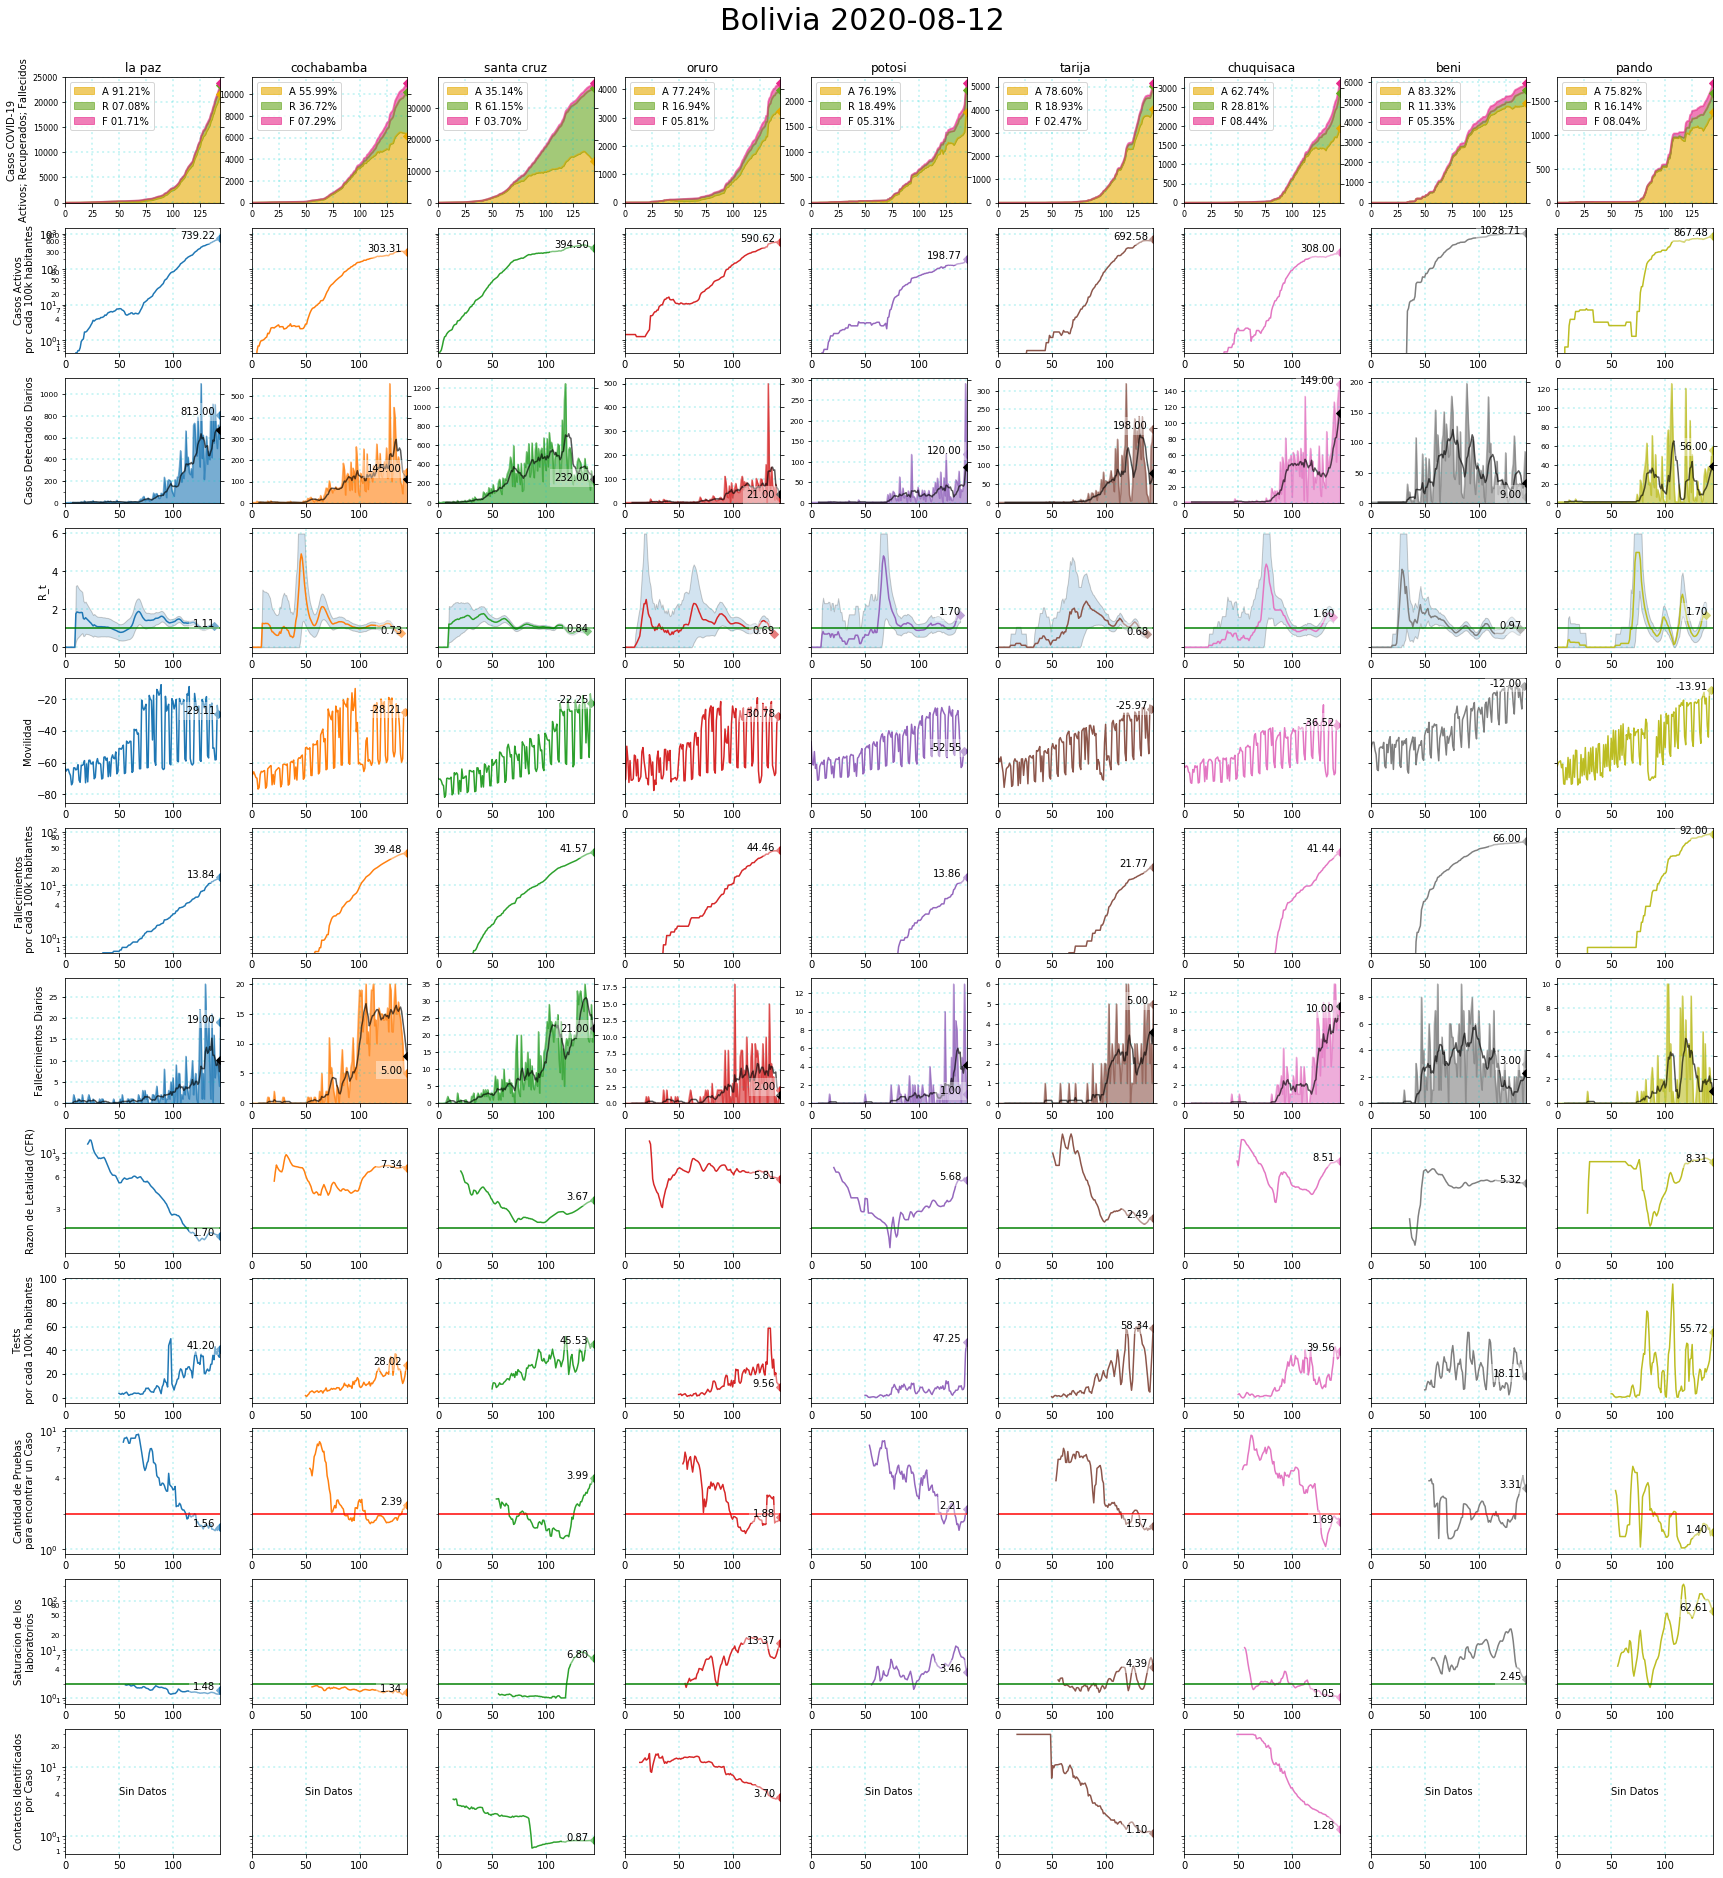 Bolivia 2020-08-12
la paz
cochabamba
santa cruz
oruro
potosi
tarija
chuquisaca
beni
pando
Casos COVID-19
Activos; Recuperados; Fallecidos
A 91.21%
R 07.08%
F 01.71%
A 55.99%
R 36.72%
F 07.29%
A 35.14%
R 61.15%
F 03.70%
A 77.24%
R 16.94%
F 05.81%
A 76.19%
R 18.49%
F 05.31%
A 78.60%
R 18.93%
F 02.47%
A 62.74%
R 28.81%
F 08.44%
A 83.32%
R 11.33%
F 05.35%
A 75.82%
R 16.14%
F 08.04%
Casos Activos
por cada 100k habitantes
739.22
303.31
394.50
590.62
198.77
692.58
308.00
1028.71
867.48
Casos Detectados Diarios
813.00
145.00
232.00
21.00
120.00
198.00
149.00
9.00
56.00
R_t
1.11
0.73
0.84
0.69
1.70
0.68
1.60
0.97
1.70
Movilidad
-29.11
-28.21
-22.25
-30.78
-52.55
-25.97
-36.52
-12.00
-13.91
Fallecimientos
por cada 100k habitantes
13.84
39.48
41.57
44.46
13.86
21.77
41.44
66.00
92.00
Fallecimientos Diarios
19.00
5.00
21.00
2.00
1.00
5.00
10.00
3.00
Razon de Letalidad (CFR)
1.70
7.34
3.67
5.81
5.68
2.49
8.51
5.32
8.31
Tests
por cada 100k habitantes
41.20
28.02
45.53
9.56
47.25
58.34
39.56
18.11
55.72
Cantidad de Pruebas
para encontrar un Caso
1.56
2.39
3.99
1.88
2.21
1.57
1.69
3.31
1.40
Saturacion de los
laboratorios
1.48
1.34
6.80
13.37
3.46
4.39
1.05
2.45
62.61
Contactos Identificados
por Caso
Sin Datos
Sin Datos
0.87
3.70
Sin Datos
1.10
1.28
Sin Datos
Sin Datos